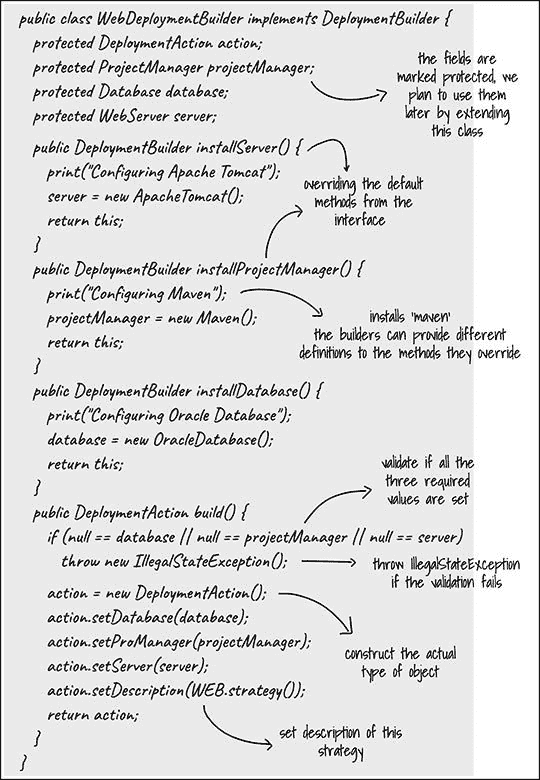 public class WebDeploymentBuilder implements DeploymentBuilder {
protected DeploymentAction action;
protected ProjectManager projectManager;
protected Database database;
protected WebServer server;
the fields are
marked protected, we
plan to use them
later by extending
this class
public DeploymentBuilder installServer() {
print("Configuring Apache Tomcat");
server = new ApacheTomcat();
return this;
}
overriding the default
methods from the
interface
public DeploymentBuilder installProjectManager() {
print("Configuring Maven");
projectManager = new Maven();
return this;
}
installs 'maven'
the builders can provide different
definitions to the methods they override
public DeploymentBuilder installDatabase() {
print("Configuring Oracle Database");
database = new OracleDatabase();
return this;
}
public DeploymentAction build() {
if (null == database || null == projectManager || null == server)
throw new IllegalStateException();
validate if all the
three required
values are set
throw IllegalStateException
if the validation fails
action = new DeploymentAction();
action.setDatabase(database);
action.setProManager(projectManager);
action.setServer(server);
action.setDescription(WEB.strategy());
return action;
}
}
construct the actual
type of object
set description of this
strategy